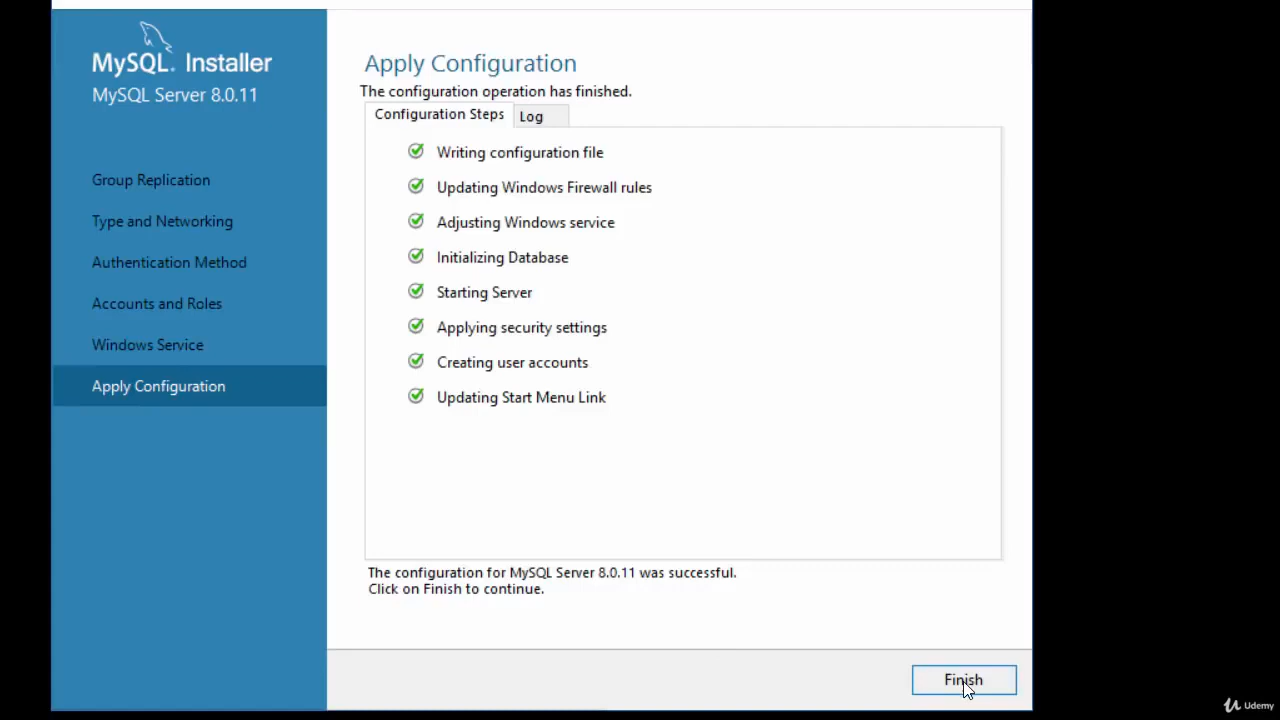 MySQL. Installer
MySQL Server 8.0.11
Group Replication
Type and Networking
Authentication Method
Accounts and Roles
Windows Service
Apply Configuration
Apply Configuration
The configuration operation has finished.
Configuration Steps
Log
Writing configuration file
Updating Windows Firewall rules
Adjusting Windows service
Initializing Database
Starting Server
Applying security settings
Creating user accounts
Updating Start Menu Link
The configuration for MySQL Server 8.0.11 was successful.
Click on Finish to continue.
Finish
Udemy